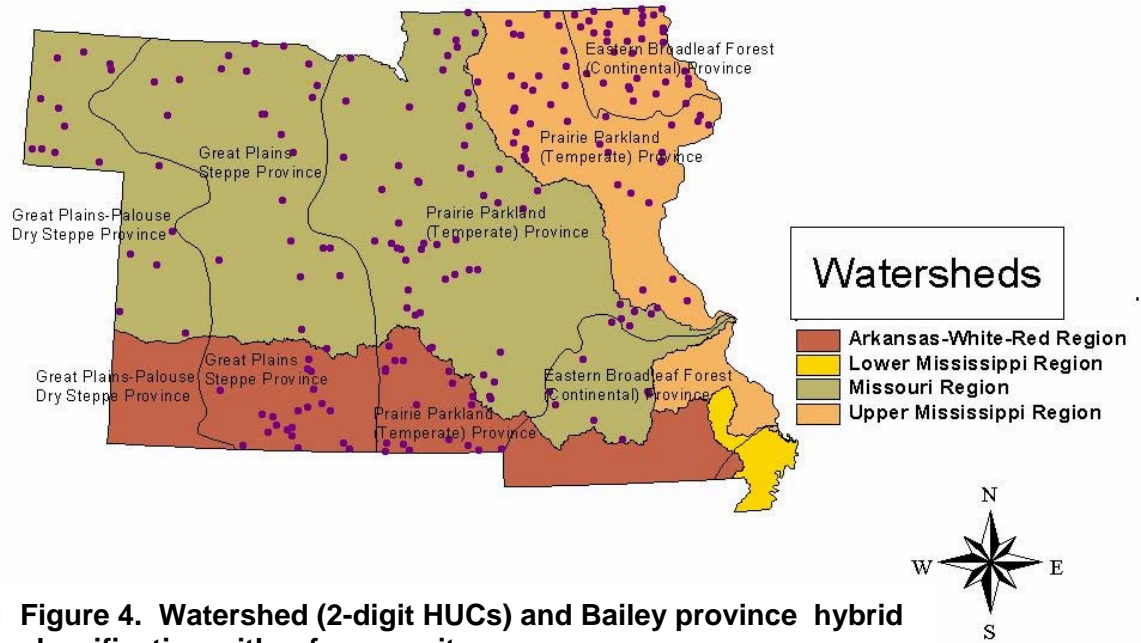 Eastern Broadleaf Forest
(Continental) Province
Prairie Parkland
(Temperate) Province
Great Plains
Steppe Province
Great Plains-Palouse
Dry Steppe Province
Prairie Parkland
(Temperate) Province
Watersheds
Arkansas-White-Red Region
Lower Mississippi Region
Missouri Region
Upper Mississippi Region
Great Plains
Steppe Province
Great Plains-Palouse
Dry Steppe Province
Eastern Broadleaf Forest
(Continental) Province
Prairie Parkland
(Temperate) Province
N
W E
S
Figure 4. Watershed (2-digit HUCs) and Bailey province hybrid